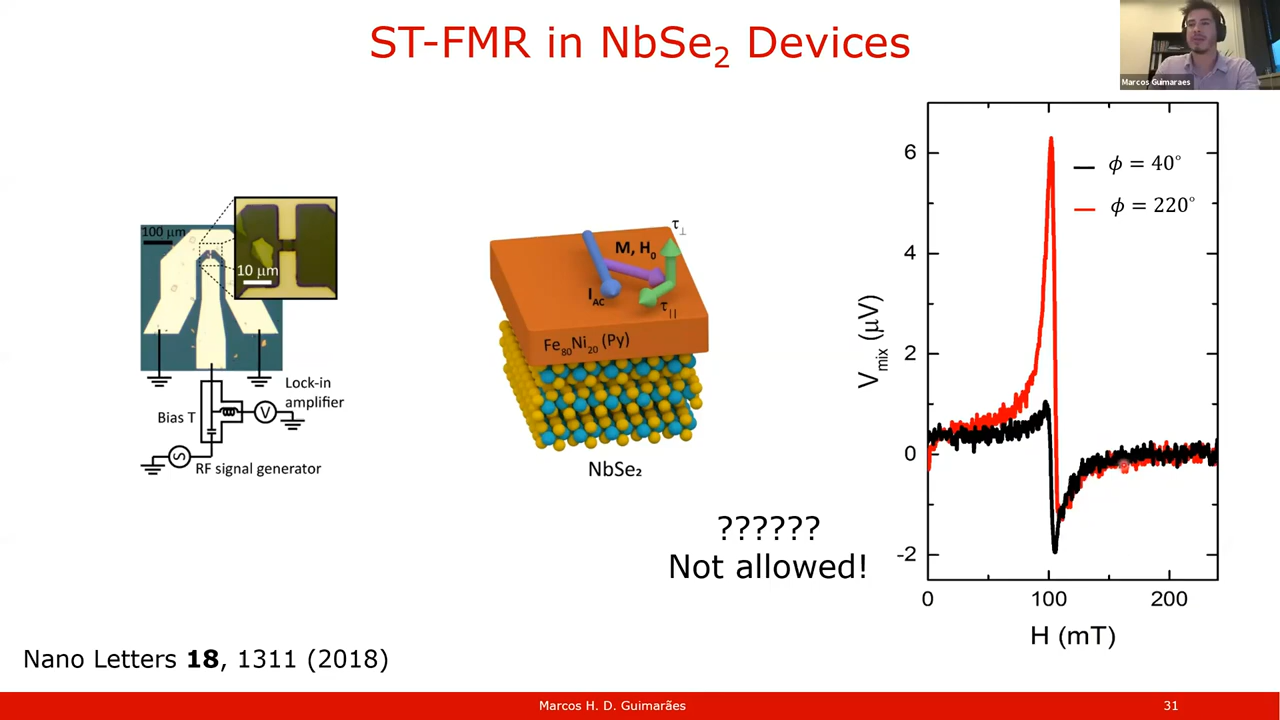 ST-FMR in NbSe₂ Devices
Marcos Guimaraes
100 μm
10 μm
Lock-in
amplifier
Bias T
V
RF signal generator
τ⊥
M, H₀
I_AC
τ||
Fe₈₀Ni₂₀ (Py)
NbSe₂
??????
Not allowed!
V_mix (μV)
6
4
2
0
-2
ϕ = 40°
ϕ = 220°
0
100
200
H (mT)
Nano Letters 18, 1311 (2018)
Marcos H. D. Guimarães
31